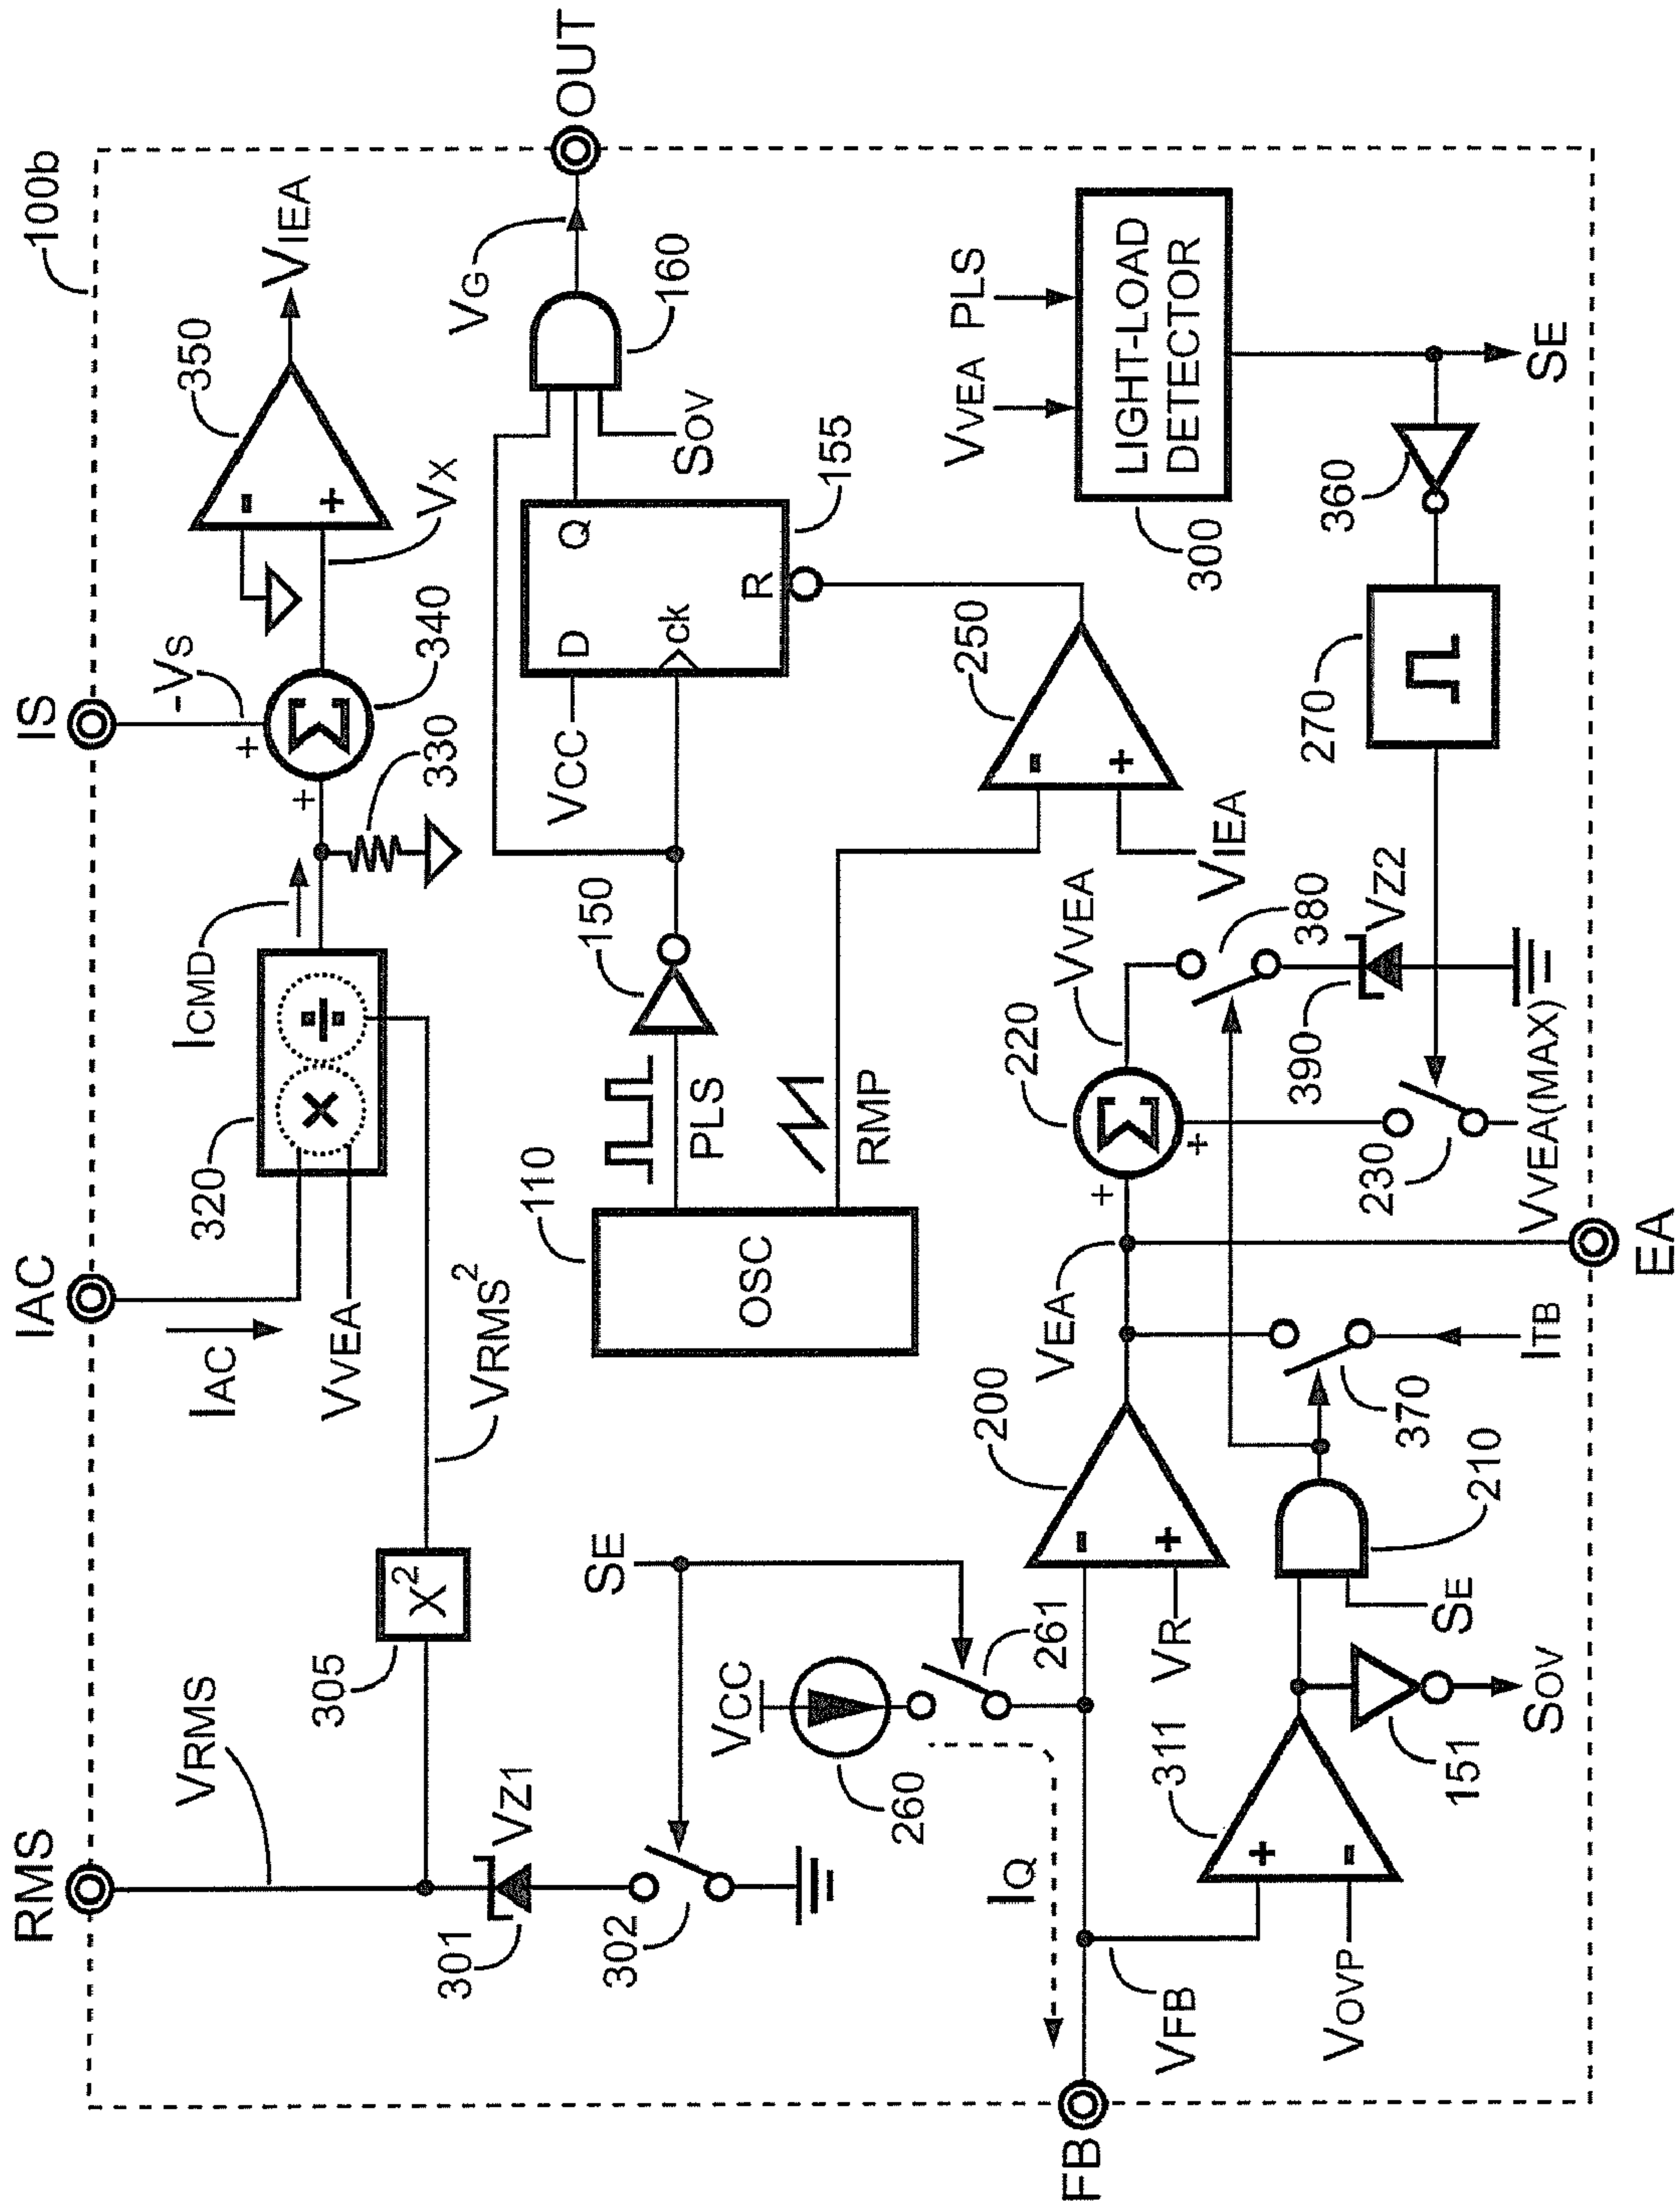 100b
RMS
IAC
IS
VRMS
305
X²
VRMS²
IAC
VVEA
320
×
÷
ICMD
330
+
+
-VS
Σ
340
VX
-
+
350
VIEA
301
VZ1
302
SE
VCC
260
261
IQ
110
OSC
PLS
RMP
150
VCC
D
Q
ck
R
155
SOV
160
VG
OUT
FB
VFB
VOVP
311
+
-
151
SOV
SE
210
VR
-
+
200
VEA
370
ITB
EA
220
Σ
+
+
VVEA
230
VVEA(MAX)
380
390
VZ2
250
-
+
VIEA
270
360
300
LIGHT-LOAD
DETECTOR
VVEA
PLS
SE